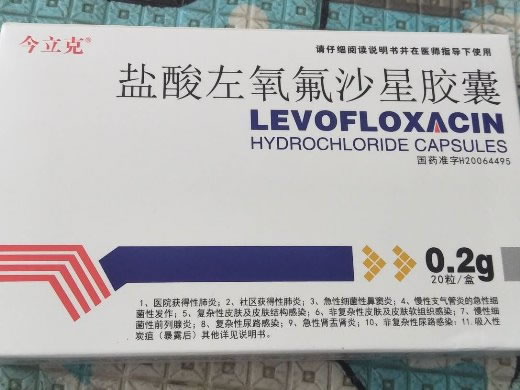 今立克®
请仔细阅读说明书并在医师指导下使用
盐酸左氧氟沙星胶囊
LEVOFLOXACIN
HYDROCHLORIDE CAPSULES
国药准字H20064495
0.2g
20粒/盒
1、医院获得性肺炎；2、社区获得性肺炎；3、急性细菌性鼻窦炎；4、慢性支气管炎的急性细
菌性发作；5、复杂性皮肤及皮肤结构感染；6、非复杂性皮肤及皮肤软组织感染；7、慢性细
菌性前列腺炎；8、复杂性尿路感染；9、急性肾盂肾炎；10、非复杂性尿路感染：11.吸入性
炭疽（暴露后）其他详见说明书。